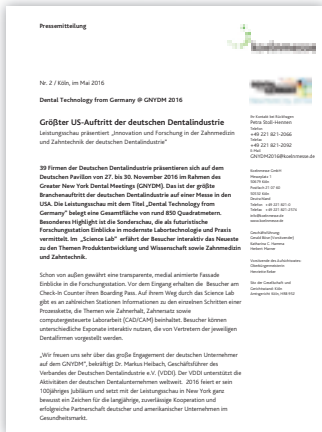 Pressemitteilung
Nr. 2 / Köln, im Mai 2016
Dental Technology from Germany @ GNYDM 2016
Größter US-Auftritt der deutschen Dentalindustrie
Leistungsschau präsentiert „Innovation und Forschung in der Zahnmedizin
und Zahntechnik der deutschen Dentalindustrie“
39 Firmen der Deutschen Dentalindustrie präsentieren sich auf dem
Deutschen Pavillon von 27. bis 30. November 2016 im Rahmen des
Greater New York Dental Meetings (GNYDM). Das ist der größte
Branchenauftritt der deutschen Dentalindustrie auf einer Messe in den
USA. Die Leistungsschau mit dem Titel „Dental Technology from
Germany“ belegt eine Gesamtfläche von rund 850 Quadratmetern.
Besonderes Highlight ist die Sonderschau, die als futuristische
Forschungsstation Einblicke in modernste Labortechnologie und Praxis
vermittelt. Im „Science Lab“ erfährt der Besucher interaktiv das Neueste
zu den Themen Produktentwicklung und Wissenschaft sowie Zahnmedizin
und Zahntechnik.
Schon von außen gewährt eine transparente, medial animierte Fassade
Einblicke in die Forschungsstation. Vor dem Eingang erhalten die Besucher am
Check-In Counter ihren Boarding Pass. Auf ihrem Weg durch das Science Lab
gibt es an zahlreichen Stationen Informationen zu den einzelnen Schritten einer
Prozesskette, die Themen wie Zahnerhalt, Zahnersatz sowie
computergesteuerte Laborarbeit (CAD/CAM) beinhaltet. Besucher können
unterschiedliche Exponate interaktiv nutzen, die von Vertretern der jeweiligen
Dentalfirmen vorgestellt werden.
„Wir freuen uns sehr über das große Engagement der deutschen Unternehmer
auf dem GNYDM“, bekräftigt Dr. Markus Heibach, Geschäftsführer des
Verbandes der Deutschen Dentalindustrie e.V. (VDDI). Der VDDI unterstützt die
Aktivitäten der deutschen Dentalunternehmen weltweit. 2016 feiert er sein
100jähriges Jubiläum und setzt mit der Leistungsschau in New York ganz
bewusst ein Zeichen für die langjährige, zuverlässige Kooperation und
erfolgreiche Partnerschaft deutscher und amerikanischer Unternehmen im
Gesundheitsmarkt.
Ihr Kontakt bei Rückfragen
Petra Stoll-Hennen
Telefon
+49 221 821-2066
Telefax
+49 221 821-2092
E-Mail
GNYDM2016@koelnmesse.de
Koelnmesse GmbH
Messeplatz 1
50679 Köln
Postfach 21 07 60
50532 Köln
Deutschland
Telefon +49 221 821-0
Telefax +49 221 821-2574
info@koelnmesse.de
www.koelnmesse.de
Geschäftsführung:
Gerald Böse (Vorsitzender)
Katharina C. Hamma
Herbert Marner
Vorsitzende des Aufsichtsrates:
Oberbürgermeisterin
Henriette Reker
Sitz der Gesellschaft und
Gerichtsstand: Köln
Amtsgericht Köln, HRB 952